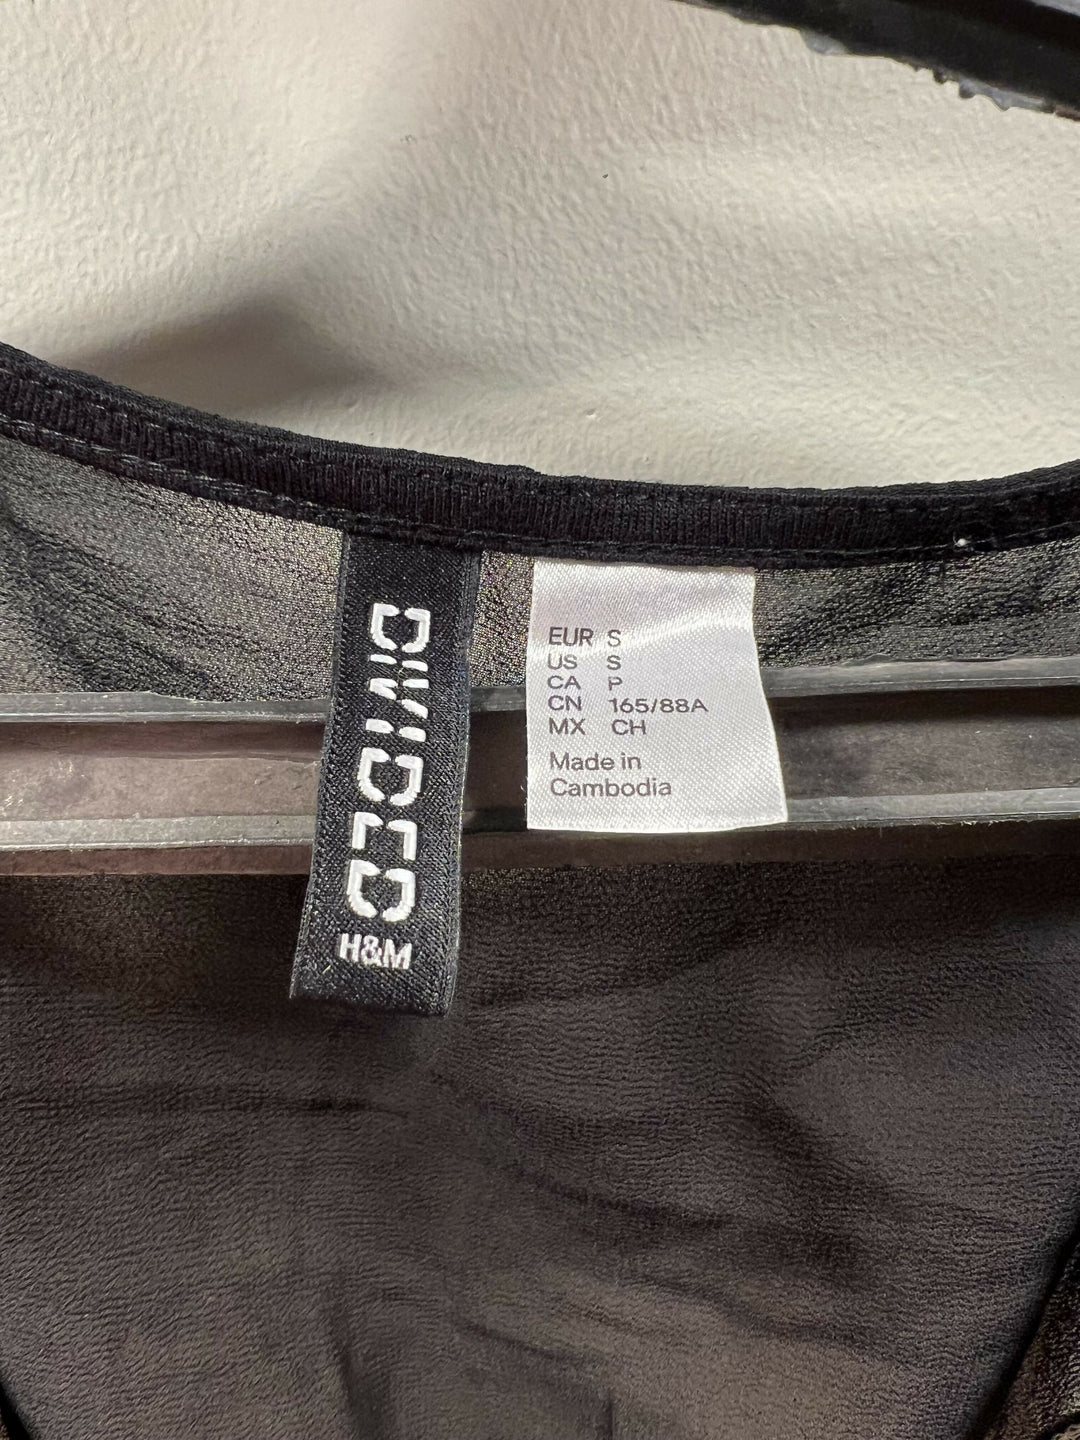 DIVIDED
H&M
EUR S
US S
CA P
CN 165/88A
MX CH
Made in
Cambodia